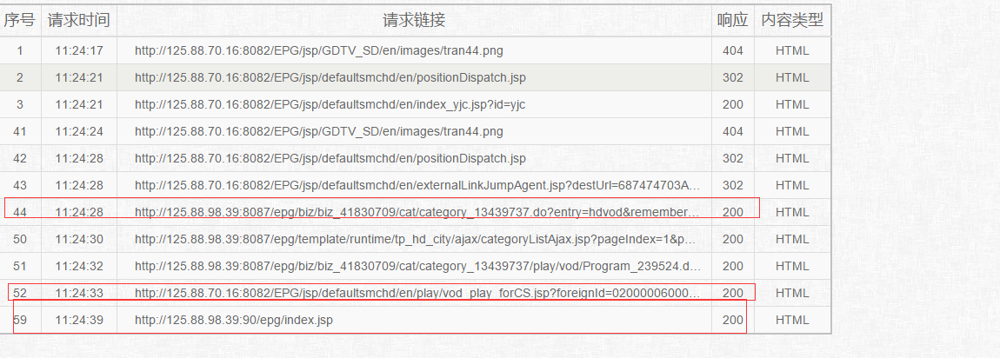 序号 请求时间 请求链接 响应 内容类型
1 11:24:17 http://125.88.70.16:8082/EPG/jsp/GDTV_SD/en/images/tran44.png 404 HTML
2 11:24:21 http://125.88.70.16:8082/EPG/jsp/defaultsmchd/en/positionDispatch.jsp 302 HTML
3 11:24:21 http://125.88.70.16:8082/EPG/jsp/defaultsmchd/en/index_yjc.jsp?id=yjc 200 HTML
41 11:24:24 http://125.88.70.16:8082/EPG/jsp/GDTV_SD/en/images/tran44.png 404 HTML
42 11:24:28 http://125.88.70.16:8082/EPG/jsp/defaultsmchd/en/positionDispatch.jsp 302 HTML
43 11:24:28 http://125.88.70.16:8082/EPG/jsp/defaultsmchd/en/externalLinkJumpAgent.jsp?destUrl=687474703A... 302 HTML
44 11:24:28 http://125.88.98.39:8087/epg/biz/biz_41830709/cat/category_13439737.do?entry=hdvod&remember... 200 HTML
50 11:24:30 http://125.88.98.39:8087/epg/template/runtime/tp_hd_city/ajax/categoryListAjax.jsp?pageIndex=1&p... 200 HTML
51 11:24:32 http://125.88.98.39:8087/epg/biz/biz_41830709/cat/category_13439737/play/vod/Program_239524.d... 200 HTML
52 11:24:33 http://125.88.70.16:8082/EPG/jsp/defaultsmchd/en/play/vod_play_forCS.jsp?foreignId=02000006000... 200 HTML
59 11:24:39 http://125.88.98.39:90/epg/index.jsp 200 HTML